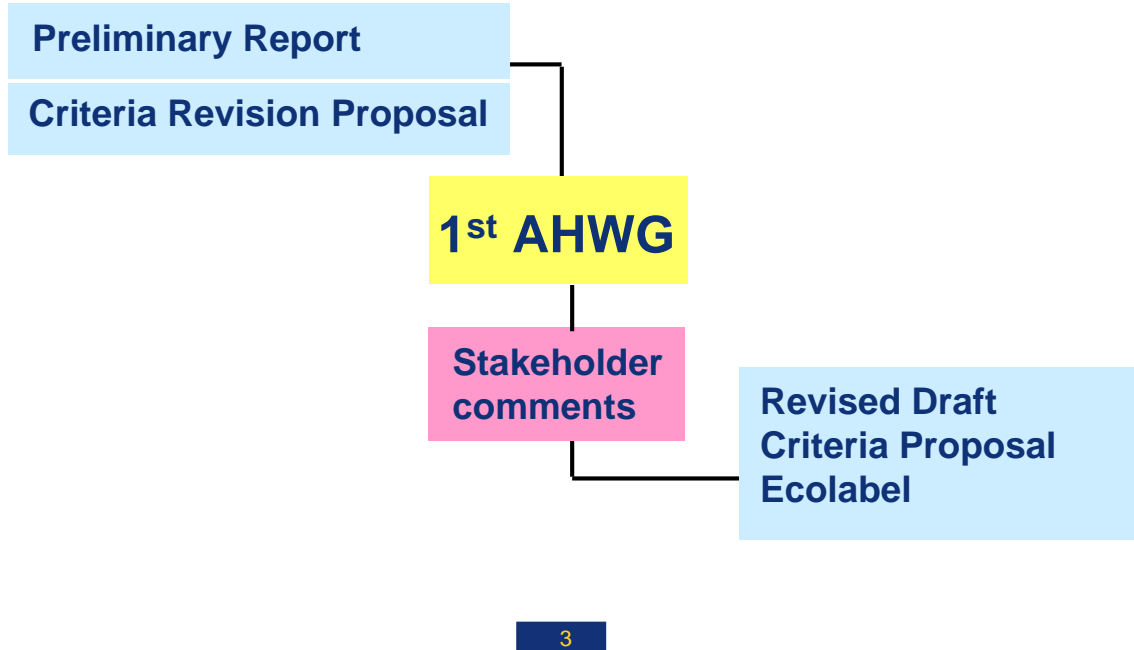 Preliminary Report
Criteria Revision Proposal
1st AHWG
Stakeholder
comments
Revised Draft
Criteria Proposal
Ecolabel
3